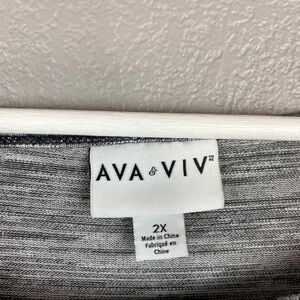 AVA & VIV
2X
Made in China
Fabriqué en
Chine